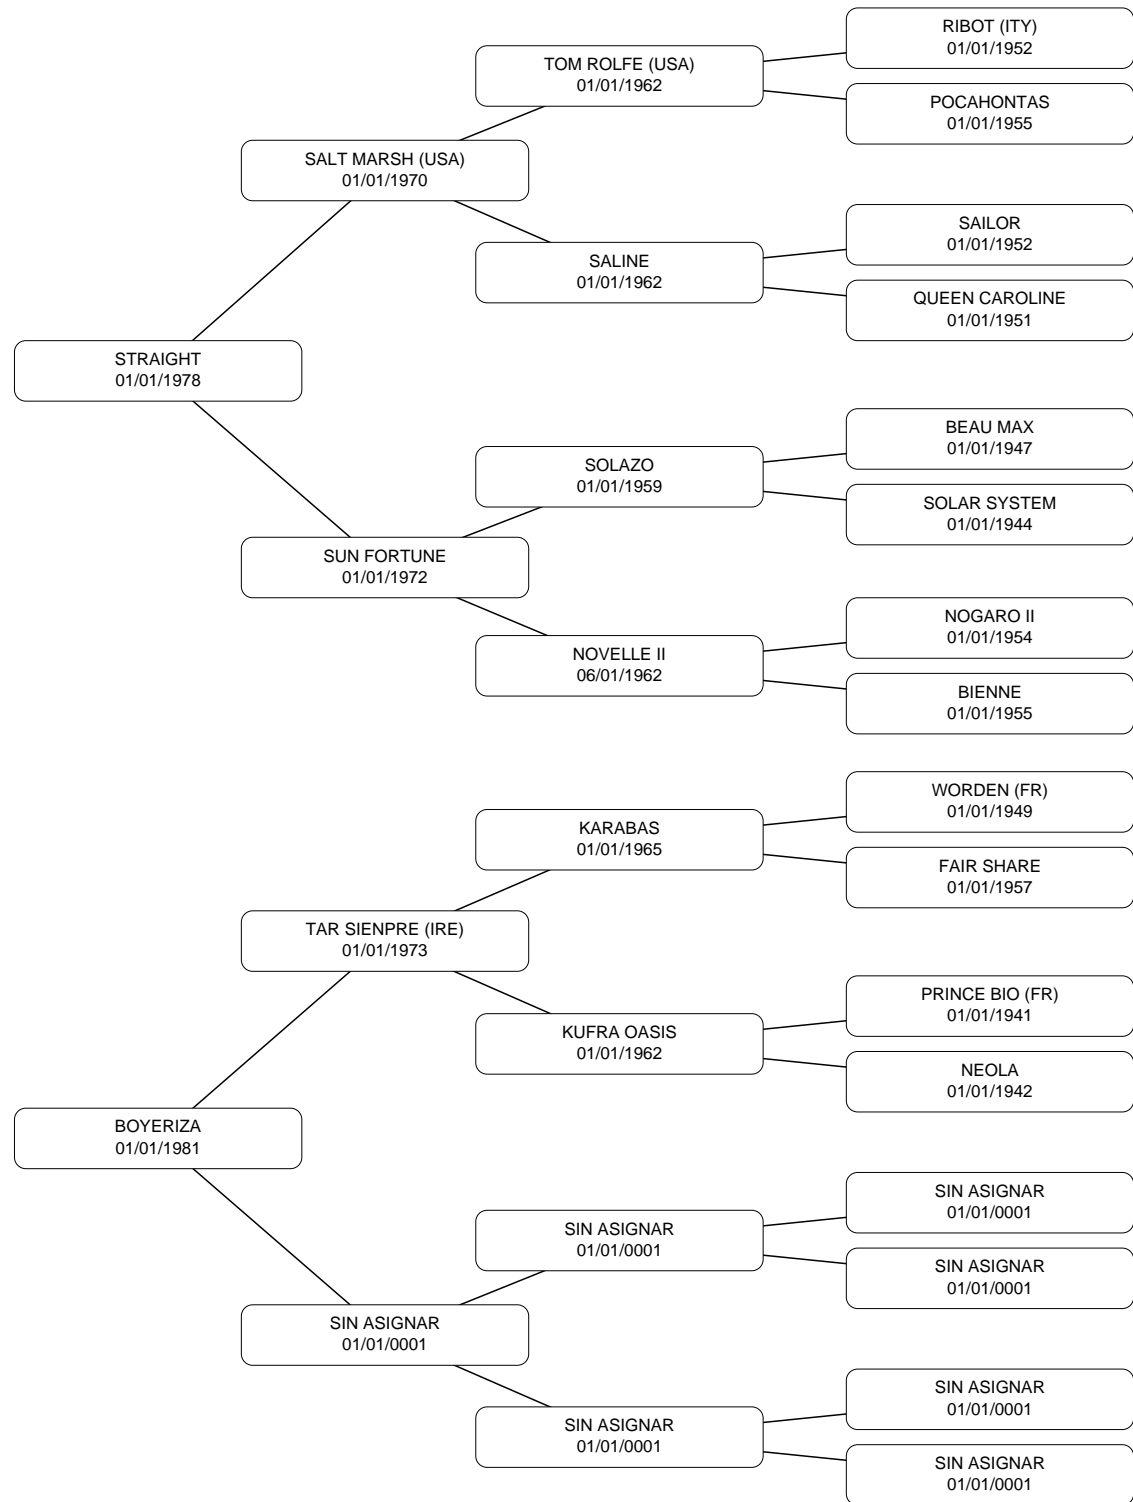 RIBOT (ITY)
01/01/1952
TOM ROLFE (USA)
01/01/1962
POCAHONTAS
01/01/1955
SALT MARSH (USA)
01/01/1970
SAILOR
01/01/1952
SALINE
01/01/1962
QUEEN CAROLINE
01/01/1951
STRAIGHT
01/01/1978
BEAU MAX
01/01/1947
SOLAZO
01/01/1959
SOLAR SYSTEM
01/01/1944
SUN FORTUNE
01/01/1972
NOGARO II
01/01/1954
NOVELLE II
06/01/1962
BIENNE
01/01/1955
WORDEN (FR)
01/01/1949
KARABAS
01/01/1965
FAIR SHARE
01/01/1957
TAR SIENPRE (IRE)
01/01/1973
PRINCE BIO (FR)
01/01/1941
KUFRA OASIS
01/01/1962
NEOLA
01/01/1942
BOYERIZA
01/01/1981
SIN ASIGNAR
01/01/0001
SIN ASIGNAR
01/01/0001
SIN ASIGNAR
01/01/0001
SIN ASIGNAR
01/01/0001
SIN ASIGNAR
01/01/0001
SIN ASIGNAR
01/01/0001
SIN ASIGNAR
01/01/0001